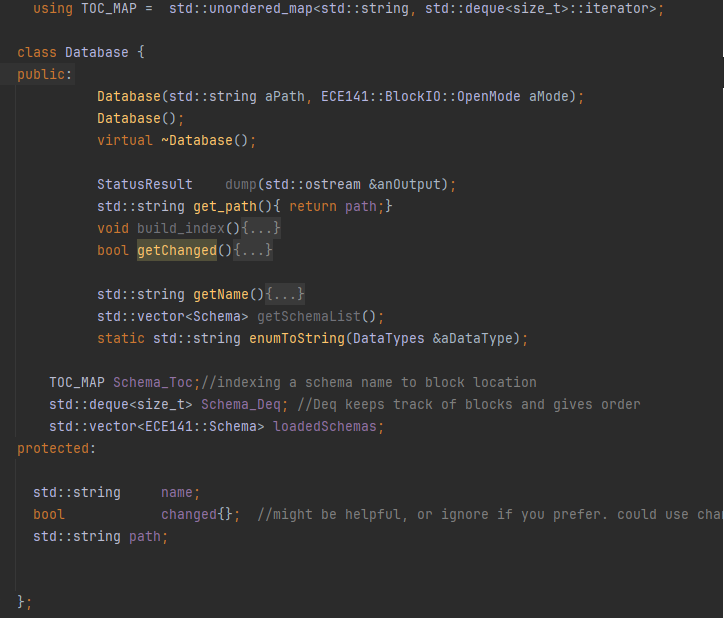 using TOC_MAP =  std::unordered_map<std::string, std::deque<size_t>::iterator>;
class Database {
public:
Database(std::string aPath, ECE141::BlockIO::OpenMode aMode);
Database();
virtual ~Database();
StatusResult    dump(std::ostream &anOutput);
std::string get_path(){ return path;}
void build_index(){...}
bool getChanged(){...}
std::string getName(){...}
std::vector<Schema> getSchemaList();
static std::string enumToString(DataTypes &aDataType);
TOC_MAP Schema_Toc;//indexing a schema name to block location
std::deque<size_t> Schema_Deq; //Deq keeps track of blocks and gives order
std::vector<ECE141::Schema> loadedSchemas;
protected:
std::string     name;
bool            changed{};  //might be helpful, or ignore if you prefer. could use
std::string path;
};